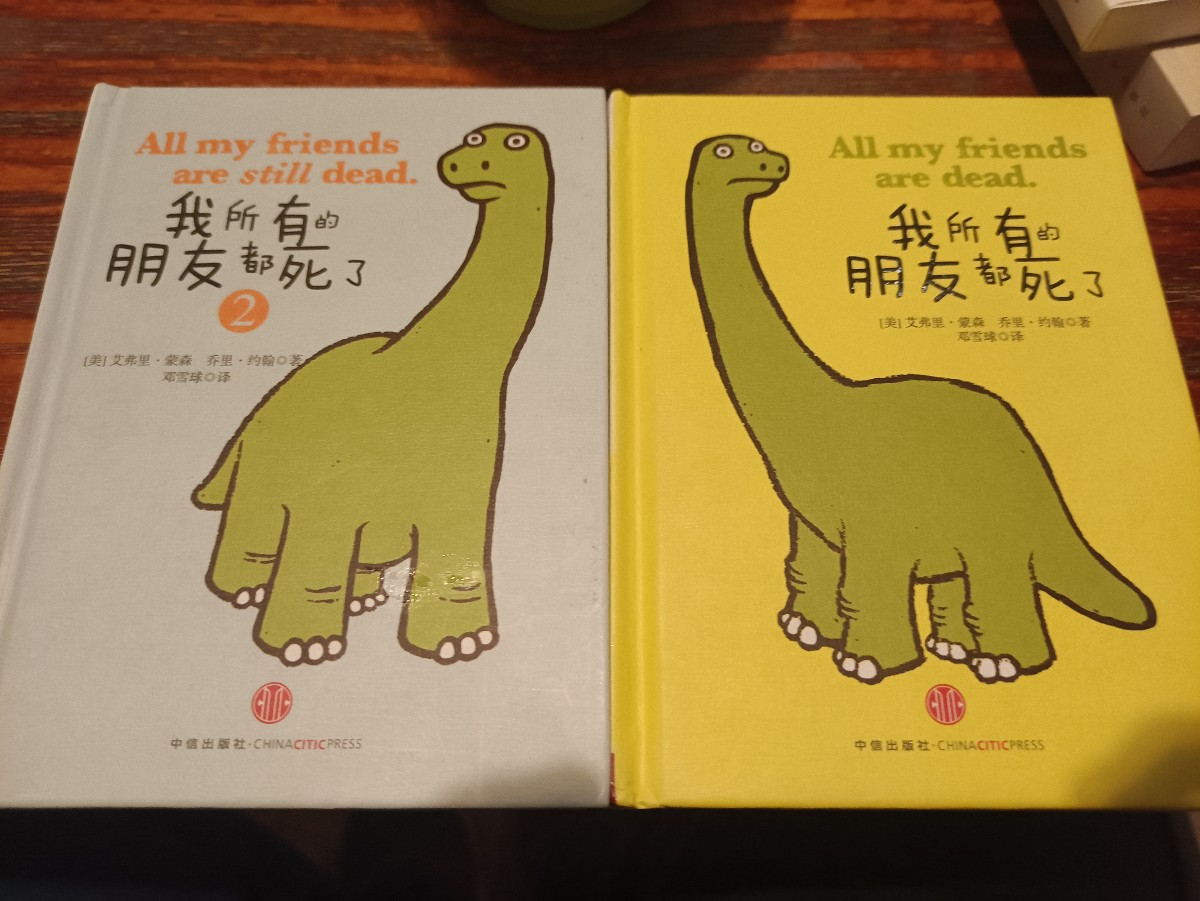 All my friends
are still dead.
我所有的
朋友都死了
2
[美] 艾弗里·蒙森 乔里·约翰◎著
邓雪球◎译
中信出版社·CHINACITICPRESS
All my friends
are dead.
我所有的
朋友都死了
[美] 艾弗里·蒙森 乔里·约翰◎著
邓雪球◎译
中信出版社·CHINACITICPRESS